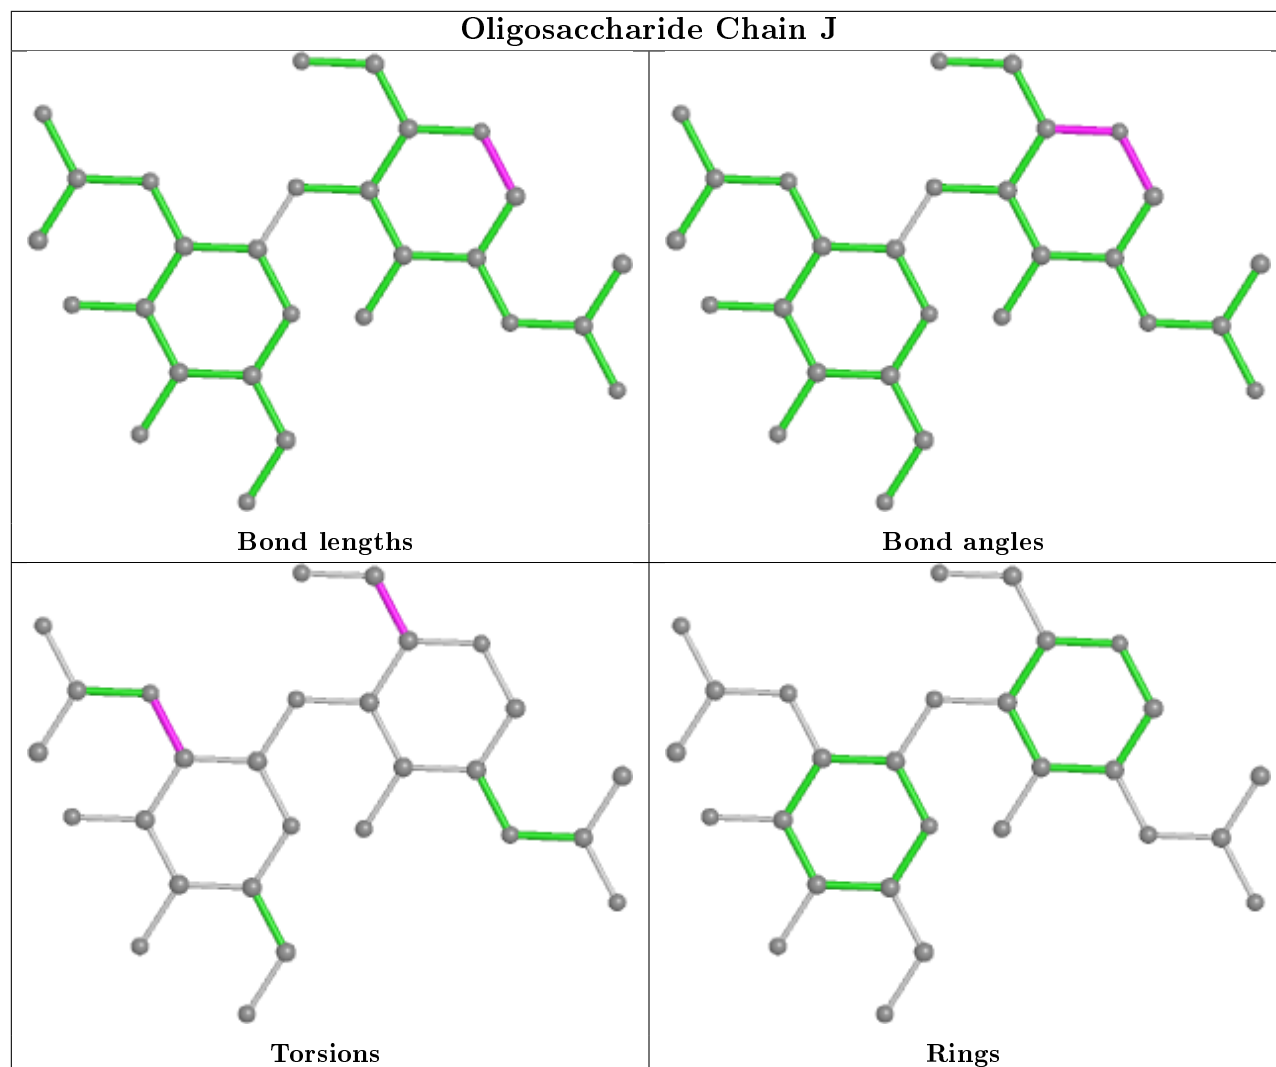 Oligosaccharide Chain J
Bond lengths
Bond angles
Torsions
Rings